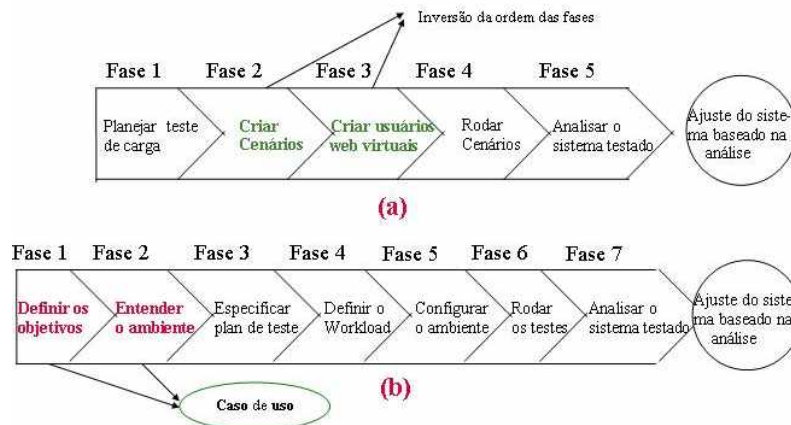 Inversão da ordem das fases
Fase 1
Fase 2
Fase 3
Fase 4
Fase 5
Planejar teste
de carga
Criar
Cenários
Criar usuários
web virtuais
Rodar
Cenários
Analisar o
sistema testado
Ajuste do siste-
ma baseado na
análise
(a)
Fase 1
Fase 2
Fase 3
Fase 4
Fase 5
Fase 6
Fase 7
Definir os
objetivos
Entender
o ambiente
Especificar
plan de teste
Definir o
Workload
Configurar
o ambiente
Rodar
os testes
Analisar o
sistema testado
Ajuste do siste-
ma baseado na
análise
(b)
Caso de uso